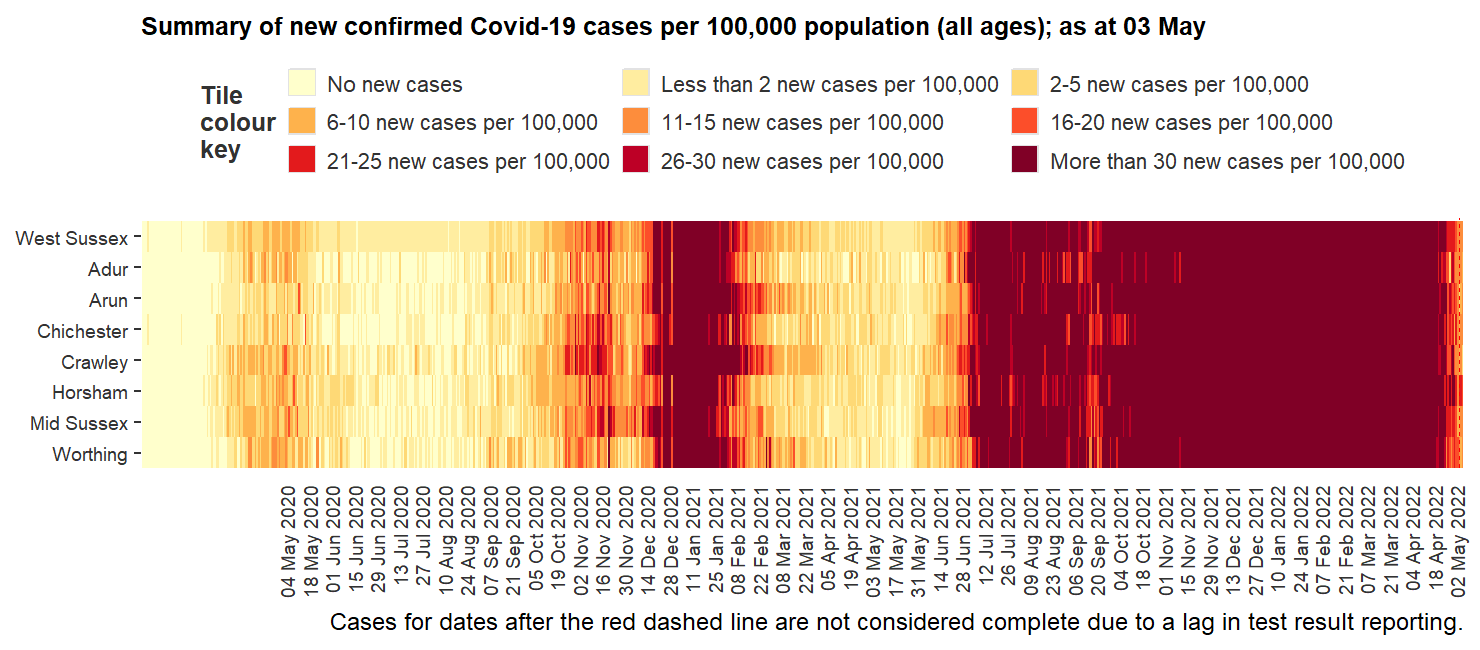 Summary of new confirmed Covid-19 cases per 100,000 population (all ages); as at 03 May
Tile
colour
key
No new cases
Less than 2 new cases per 100,000
2-5 new cases per 100,000
6-10 new cases per 100,000
11-15 new cases per 100,000
16-20 new cases per 100,000
21-25 new cases per 100,000
26-30 new cases per 100,000
More than 30 new cases per 100,000
West Sussex
Adur
Arun
Chichester
Crawley
Horsham
Mid Sussex
Worthing
04 May 2020
18 May 2020
01 Jun 2020
15 Jun 2020
29 Jun 2020
13 Jul 2020
27 Jul 2020
10 Aug 2020
24 Aug 2020
07 Sep 2020
21 Sep 2020
05 Oct 2020
19 Oct 2020
02 Nov 2020
16 Nov 2020
30 Nov 2020
14 Dec 2020
28 Dec 2020
11 Jan 2021
25 Jan 2021
08 Feb 2021
22 Feb 2021
08 Mar 2021
22 Mar 2021
05 Apr 2021
19 Apr 2021
03 May 2021
17 May 2021
31 May 2021
14 Jun 2021
28 Jun 2021
12 Jul 2021
26 Jul 2021
09 Aug 2021
23 Aug 2021
06 Sep 2021
20 Sep 2021
04 Oct 2021
18 Oct 2021
01 Nov 2021
15 Nov 2021
29 Nov 2021
13 Dec 2021
27 Dec 2021
10 Jan 2022
24 Jan 2022
07 Feb 2022
21 Feb 2022
07 Mar 2022
21 Mar 2022
04 Apr 2022
18 Apr 2022
02 May 2022
Cases for dates after the red dashed line are not considered complete due to a lag in test result reporting.